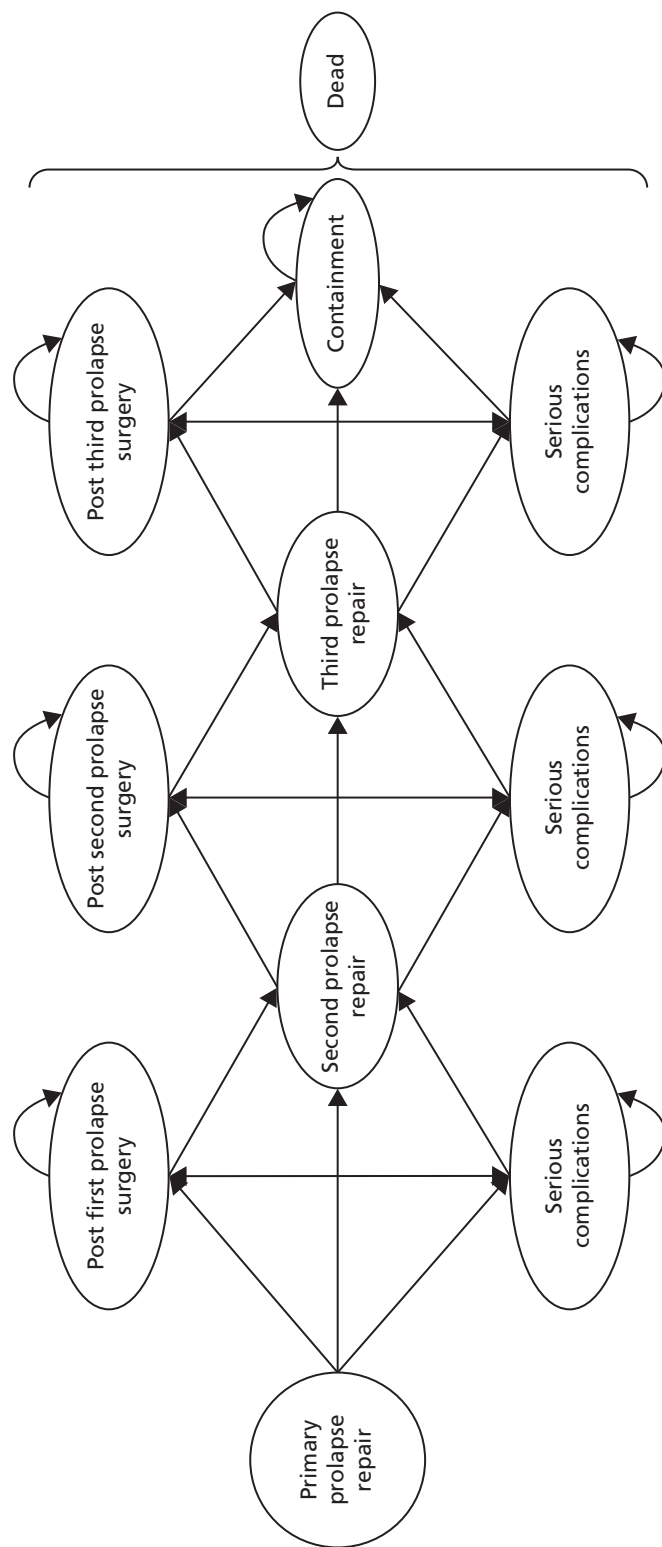 Primary
prolapse
repair
Post first prolapse
surgery
Serious
complications
Second prolapse
repair
Post second prolapse
surgery
Serious
complications
Third prolapse
repair
Post third prolapse
surgery
Serious
complications
Containment
Dead